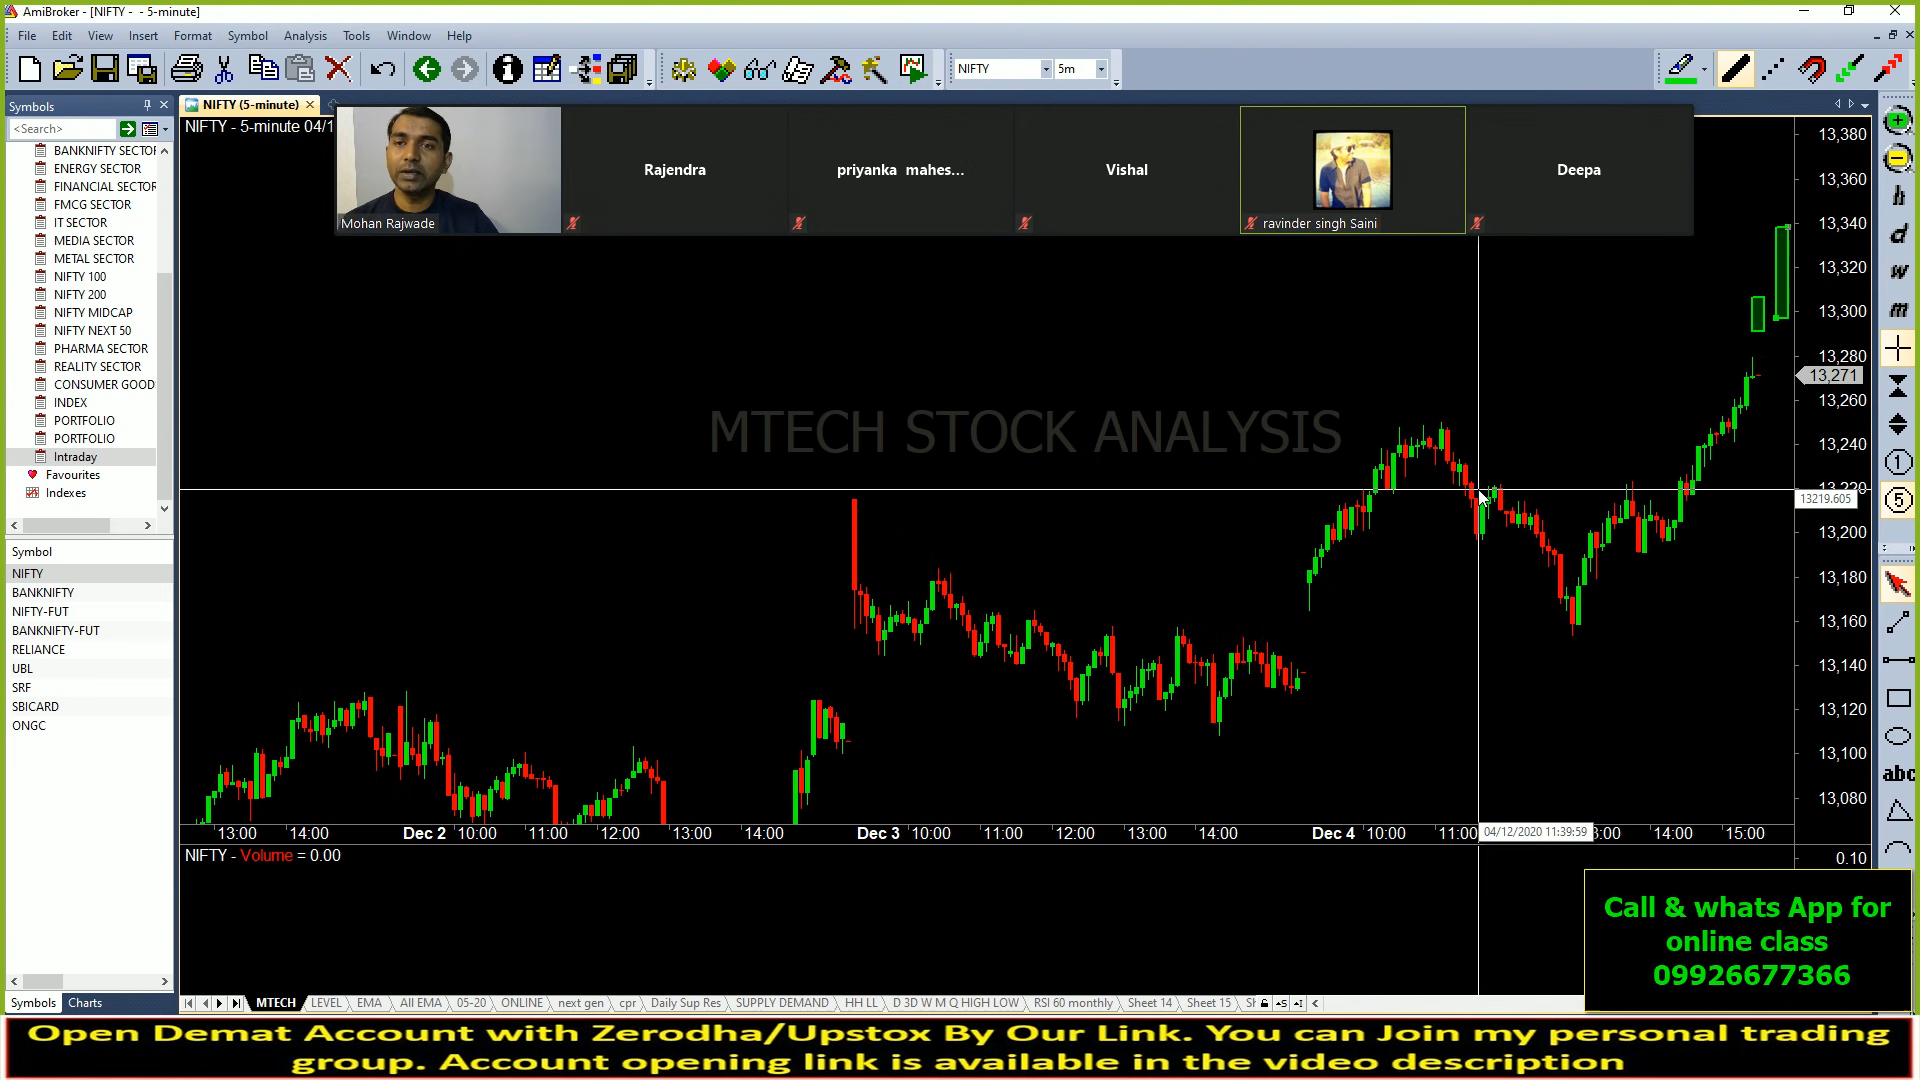 AmiBroker - [NIFTY - - 5-minute]
File Edit View Insert Format Symbol Analysis Tools Window Help
NIFTY 5m
Symbols
NIFTY (5-minute)
<Search>
NIFTY - 5-minute 04/1
BANKNIFTY SECTOR
ENERGY SECTOR
FINANCIAL SECTOR
FMCG SECTOR
IT SECTOR
MEDIA SECTOR
METAL SECTOR
NIFTY 100
NIFTY 200
NIFTY MIDCAP
NIFTY NEXT 50
PHARMA SECTOR
REALITY SECTOR
CONSUMER GOOD
INDEX
PORTFOLIO
PORTFOLIO
Intraday
Favourites
Indexes
Symbol
NIFTY
BANKNIFTY
NIFTY-FUT
BANKNIFTY-FUT
RELIANCE
UBL
SRF
SBICARD
ONGC
Symbols Charts
Mohan Rajwade
Rajendra
priyanka mahes...
Vishal
ravinder singh Saini
Deepa
MTECH STOCK ANALYSIS
13,380
13,360
13,340
13,320
13,300
13,280
13,271
13,260
13,240
13,220
13219.605
13,200
13,180
13,160
13,140
13,120
13,100
13,080
13:00 14:00 Dec 2 10:00 11:00 12:00 13:00 14:00 Dec 3 10:00 11:00 12:00 13:00 14:00 Dec 4 10:00 11:00 04/12/2020 11:39:59 3:00 14:00 15:00
NIFTY - Volume = 0.00
0.10
h
d
w
m
1
5
abc
MTECH LEVEL EMA All EMA 05-20 ONLINE next gen cpr Daily Sup Res SUPPLY DEMAND HH LL D 3D W M Q HIGH LOW RSI 60 monthly Sheet 14 Sheet 15 Sh
Call & whats App for
online class
09926677366
Open Demat Account with Zerodha/Upstox By Our Link. You can Join my personal trading
group. Account opening link is available in the video description